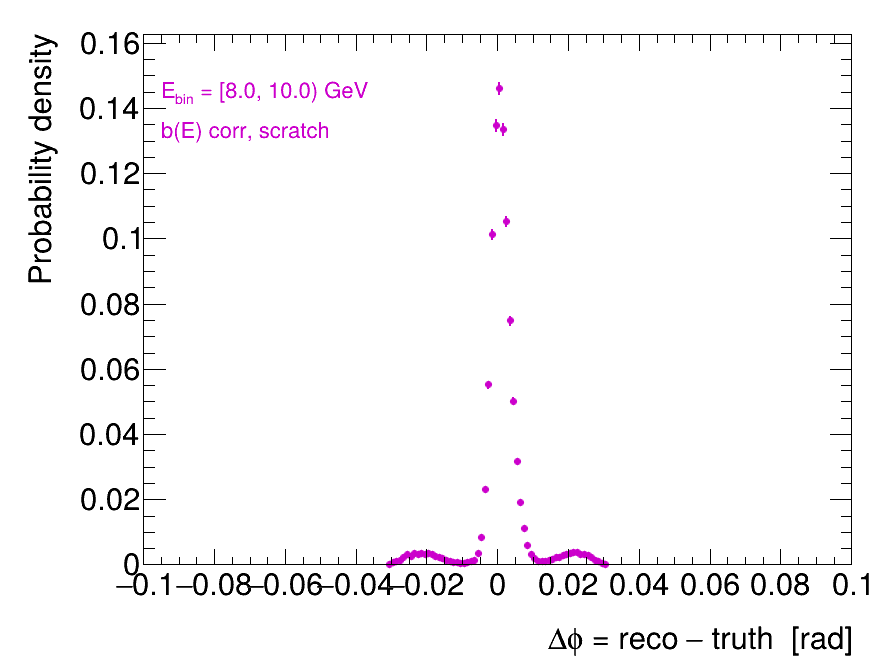 Probability density
0.16
0.14
0.12
0.1
0.08
0.06
0.04
0.02
0
E_bin = [8.0, 10.0) GeV
b(E) corr, scratch
−0.1 −0.08 −0.06 −0.04 −0.02 0 0.02 0.04 0.06 0.08 0.1
Δϕ = reco − truth [rad]